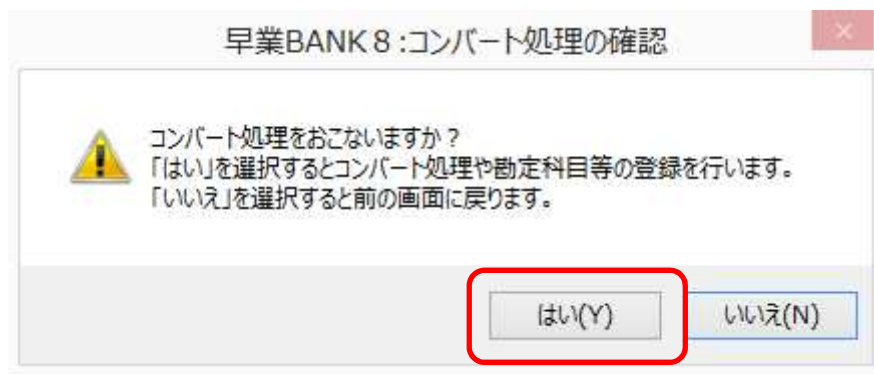 早業BANK 8 :コンバート処理の確認
コンバート処理をおこないますか？
「はい」を選択するとコンバート処理や勘定科目等の登録を行います。
「いいえ」を選択すると前の画面に戻ります。
はい(Y) いいえ(N)